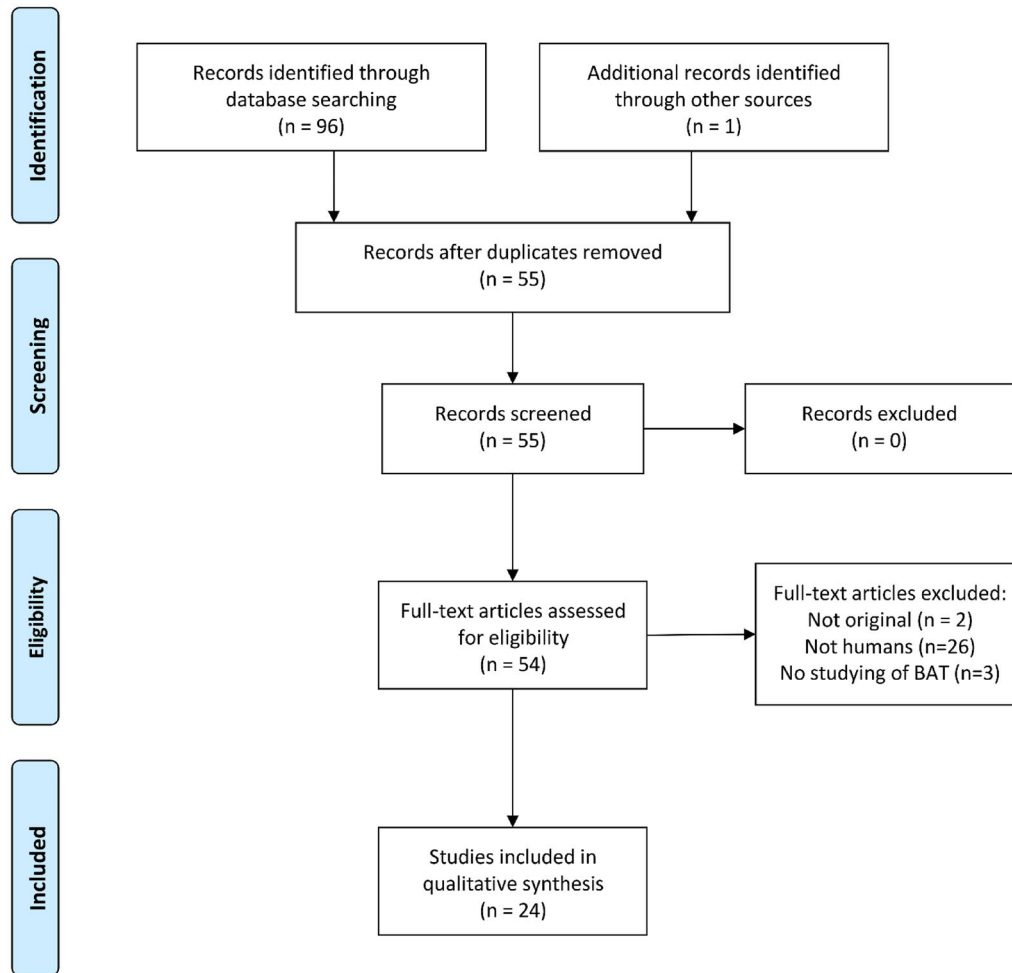 Identification
Records identified through
database searching
(n = 96)
Additional records identified
through other sources
(n = 1)
Records after duplicates removed
(n = 55)
Screening
Records screened
(n = 55)
Records excluded
(n = 0)
Eligibility
Full-text articles assessed
for eligibility
(n = 54)
Full-text articles excluded:
Not original (n = 2)
Not humans (n=26)
No studying of BAT (n=3)
Included
Studies included in
qualitative synthesis
(n = 24)